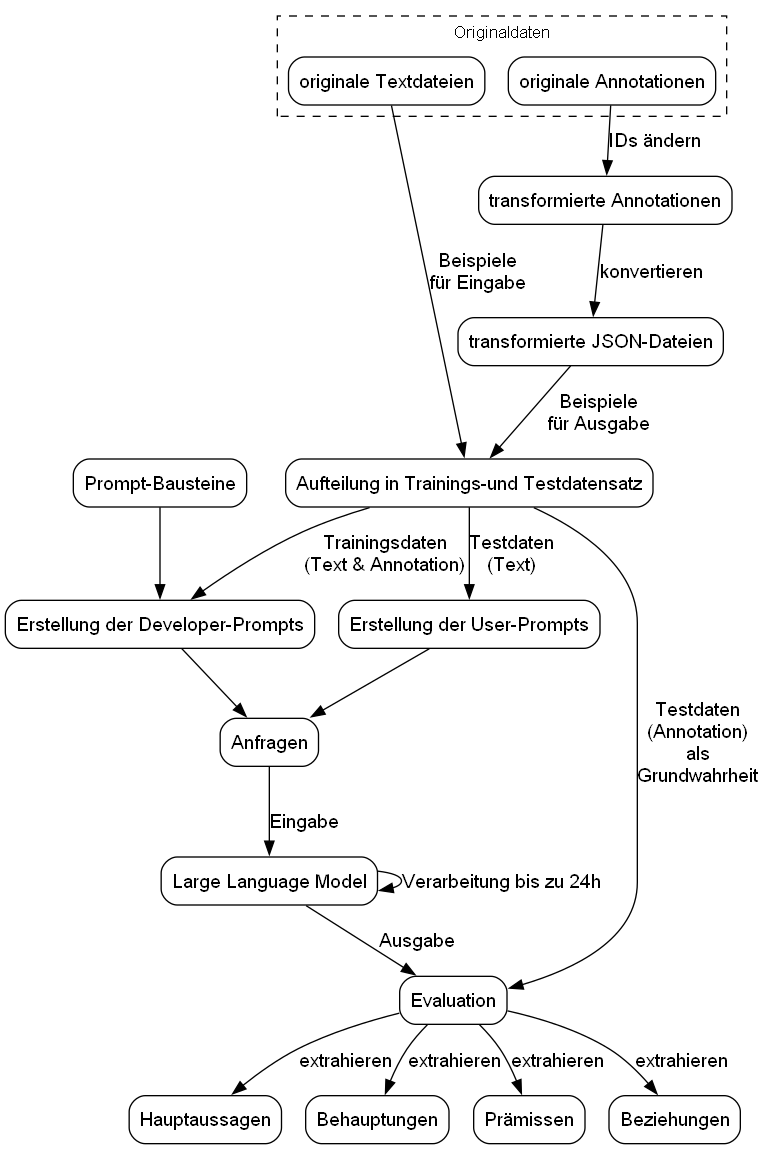 Originaldaten
originale Textdateien
originale Annotationen
IDs ändern
transformierte Annotationen
Beispiele
für Eingabe
konvertieren
transformierte JSON-Dateien
Beispiele
für Ausgabe
Prompt-Bausteine
Aufteilung in Trainings-und Testdatensatz
Trainingsdaten
(Text & Annotation)
Testdaten
(Text)
Erstellung der Developer-Prompts
Erstellung der User-Prompts
Testdaten
(Annotation)
als
Grundwahrheit
Anfragen
Eingabe
Large Language Model
Verarbeitung bis zu 24h
Ausgabe
Evaluation
extrahieren
extrahieren
extrahieren
extrahieren
Hauptaussagen
Behauptungen
Prämissen
Beziehungen